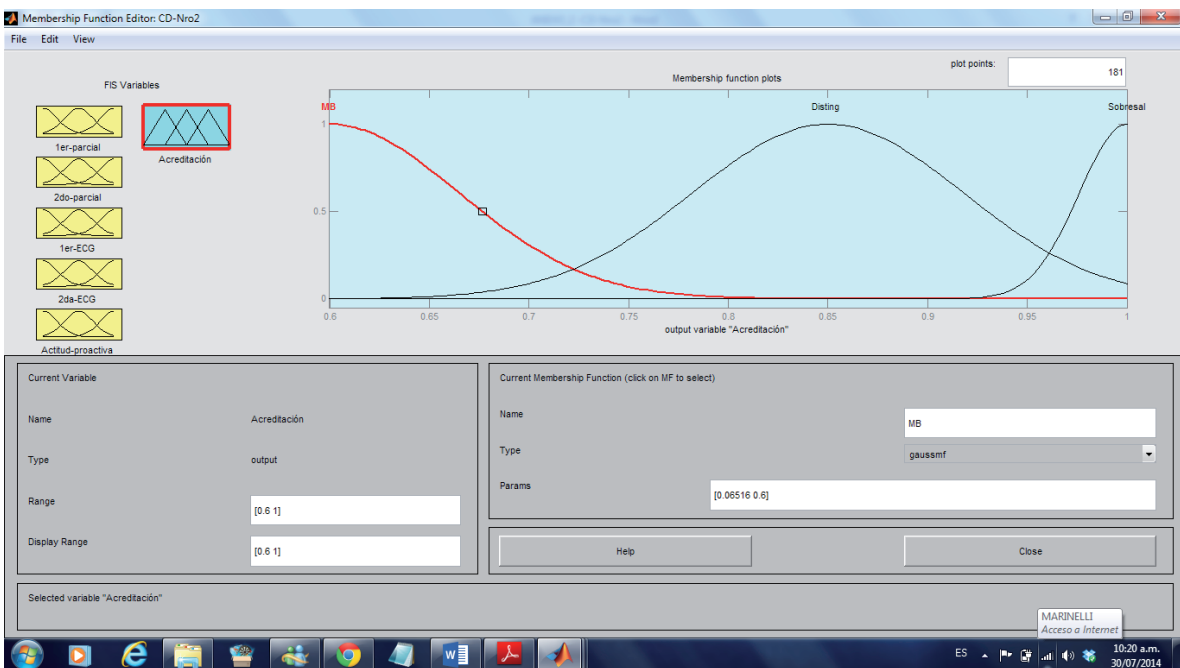 Membership Function Editor: CD-Nro2
File Edit View
FIS Variables
1er-parcial
2do-parcial
1er-ECG
2da-ECG
Actitud-proactiva
Acreditación
Membership function plots
plot points:
181
MB
Disting
Sobresal
1
0.5
0
0.6 0.65 0.7 0.75 0.8 0.85 0.9 0.95 1
output variable "Acreditación"
Current Variable
Name Acreditación
Type output
Range [0.6 1]
Display Range [0.6 1]
Current Membership Function (click on MF to select)
Name MB
Type gaussmf
Params [0.06516 0.6]
Help Close
Selected variable "Acreditación"
MARINELLI
Acceso a Internet
ES
10:20 a.m.
30/07/2014